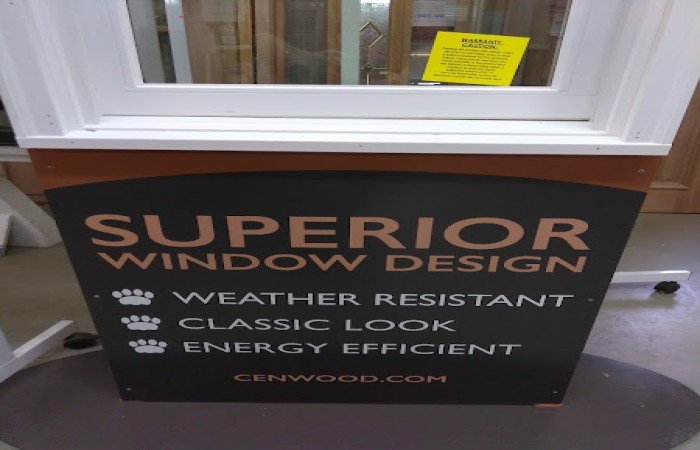 WARRANTY
CAUTION:
SUPERIOR
WINDOW DESIGN
WEATHER RESISTANT
CLASSIC LOOK
ENERGY EFFICIENT
CENWOOD.COM